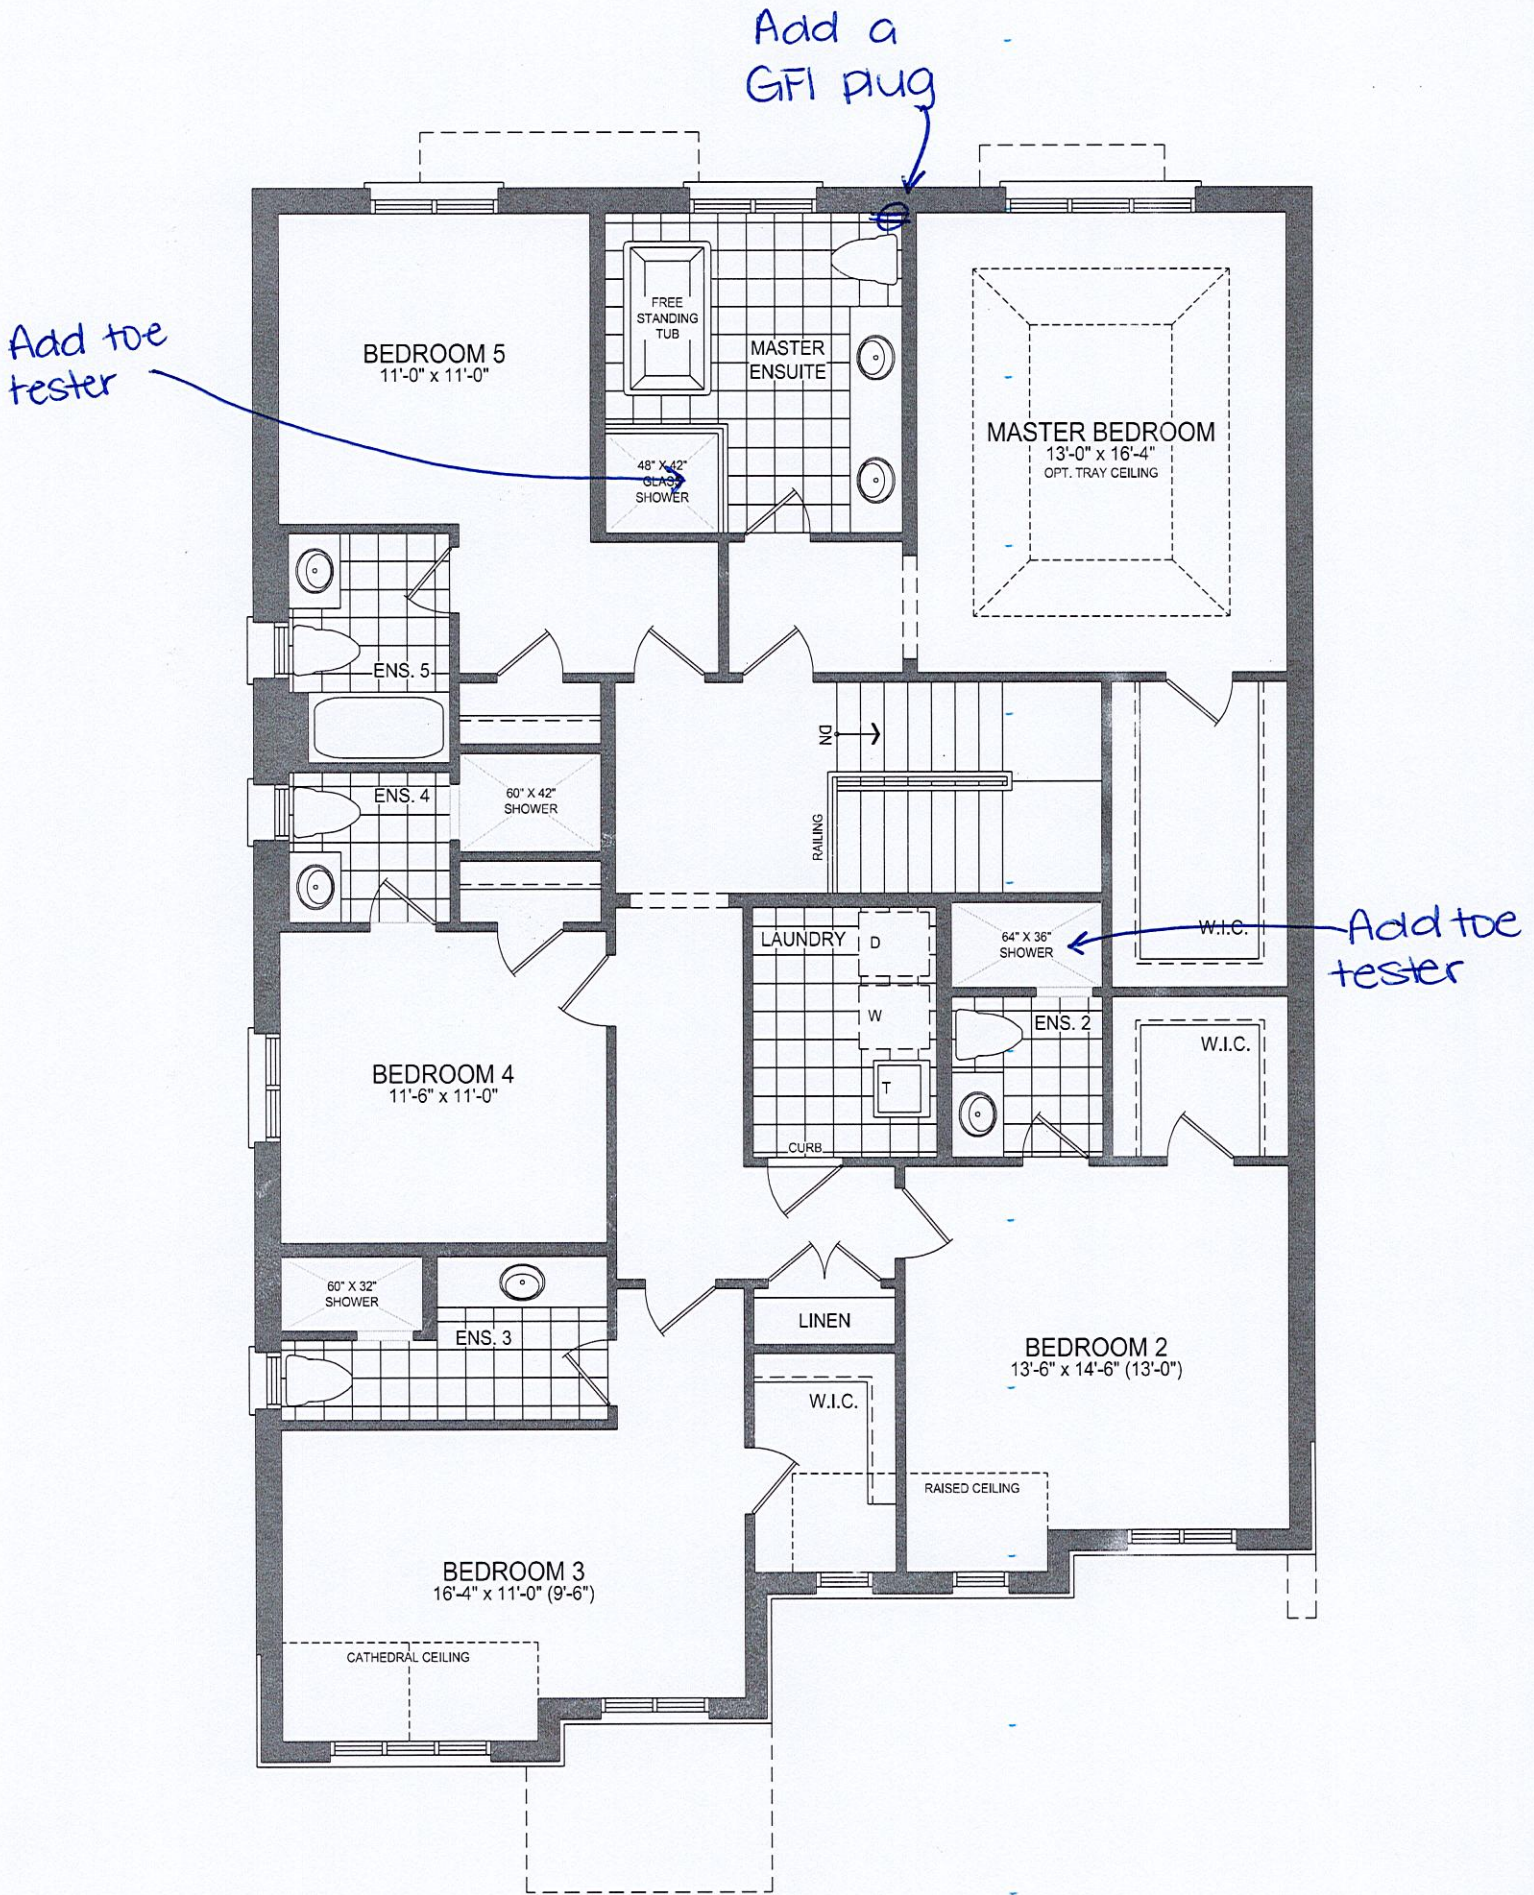 Add a
GFI plug
Add toe
tester
FREE
STANDING
TUB
BEDROOM 5
11'-0" x 11'-0"
MASTER
ENSUITE
MASTER BEDROOM
13'-0" x 16'-4"
OPT. TRAY CEILING
48" X 42"
GLASS
SHOWER
ENS. 5
DN
ENS. 4
60" X 42"
SHOWER
RAILING
LAUNDRY
D
64" X 36"
SHOWER
W.I.C.
Add toe
tester
W
ENS. 2
W.I.C.
BEDROOM 4
11'-6" x 11'-0"
T
CURB
60" X 32"
SHOWER
LINEN
ENS. 3
BEDROOM 2
13'-6" x 14'-6" (13'-0")
W.I.C.
RAISED CEILING
BEDROOM 3
16'-4" x 11'-0" (9'-6")
CATHEDRAL CEILING